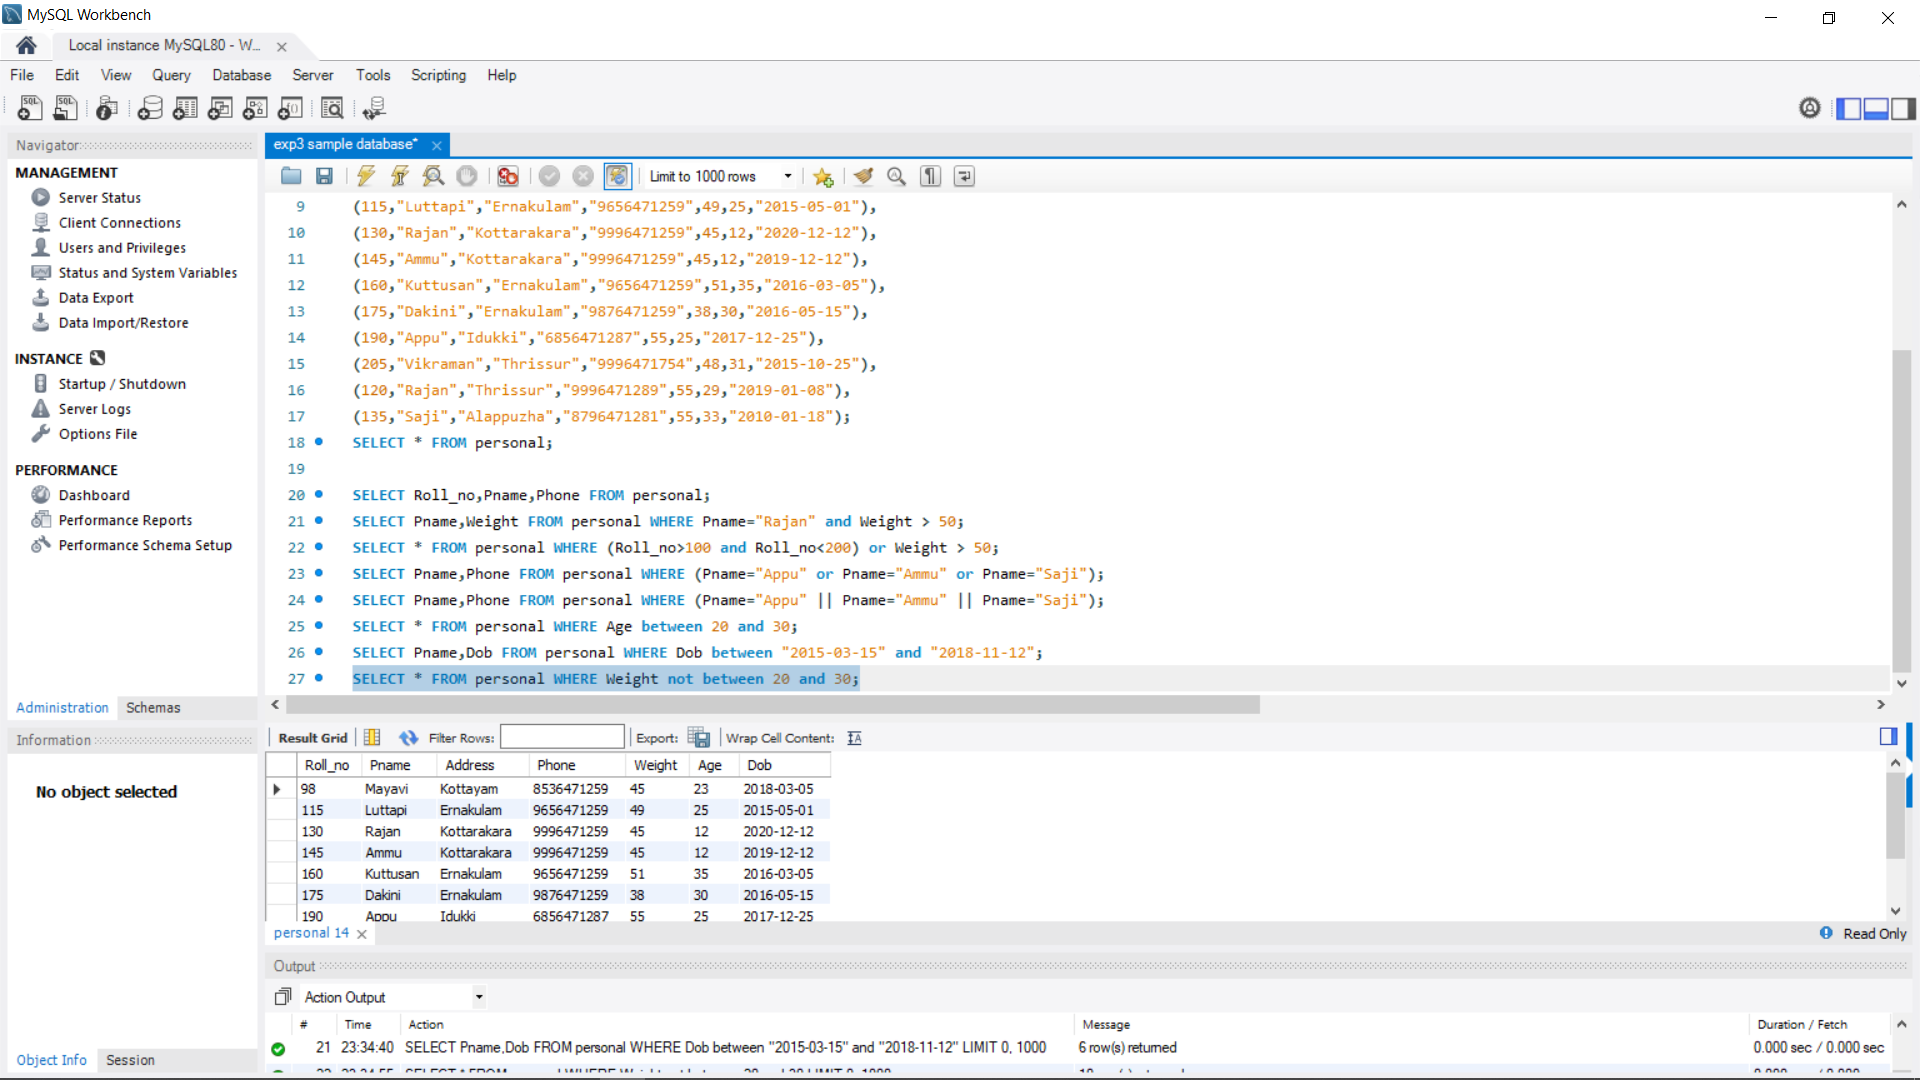 MySQL Workbench
Local instance MySQL80 - W...
File Edit View Query Database Server Tools Scripting Help
Navigator
MANAGEMENT
Server Status
Client Connections
Users and Privileges
Status and System Variables
Data Export
Data Import/Restore
INSTANCE
Startup / Shutdown
Server Logs
Options File
PERFORMANCE
Dashboard
Performance Reports
Performance Schema Setup
Administration Schemas
Information
No object selected
Object Info Session
exp3 sample database*
Limit to 1000 rows
9 (115,"Luttapi","Ernakulam","9656471259",49,25,"2015-05-01"),
10 (130,"Rajan","Kottarakara","9996471259",45,12,"2020-12-12"),
11 (145,"Ammu","Kottarakara","9996471259",45,12,"2019-12-12"),
12 (160,"Kuttusan","Ernakulam","9656471259",51,35,"2016-03-05"),
13 (175,"Dakini","Ernakulam","9876471259",38,30,"2016-05-15"),
14 (190,"Appu","Idukki","6856471287",55,25,"2017-12-25"),
15 (205,"Vikraman","Thrissur","9996471754",48,31,"2015-10-25"),
16 (120,"Rajan","Thrissur","9996471289",55,29,"2019-01-08"),
17 (135,"Saji","Alappuzha","8796471281",55,33,"2010-01-18");
18 SELECT * FROM personal;
19
20 SELECT Roll_no,Pname,Phone FROM personal;
21 SELECT Pname,Weight FROM personal WHERE Pname="Rajan" and Weight > 50;
22 SELECT * FROM personal WHERE (Roll_no>100 and Roll_no<200) or Weight > 50;
23 SELECT Pname,Phone FROM personal WHERE (Pname="Appu" or Pname="Ammu" or Pname="Saji");
24 SELECT Pname,Phone FROM personal WHERE (Pname="Appu" || Pname="Ammu" || Pname="Saji");
25 SELECT * FROM personal WHERE Age between 20 and 30;
26 SELECT Pname,Dob FROM personal WHERE Dob between "2015-03-15" and "2018-11-12";
27 SELECT * FROM personal WHERE Weight not between 20 and 30;
Result Grid Filter Rows: Export: Wrap Cell Content:
Roll_no Pname Address Phone Weight Age Dob
98 Mayavi Kottayam 8536471259 45 23 2018-03-05
115 Luttapi Ernakulam 9656471259 49 25 2015-05-01
130 Rajan Kottarakara 9996471259 45 12 2020-12-12
145 Ammu Kottarakara 9996471259 45 12 2019-12-12
160 Kuttusan Ernakulam 9656471259 51 35 2016-03-05
175 Dakini Ernakulam 9876471259 38 30 2016-05-15
190 Appu Idukki 6856471287 55 25 2017-12-25
personal 14 Read Only
Output
Action Output
# Time Action Message Duration / Fetch
21 23:34:40 SELECT Pname,Dob FROM personal WHERE Dob between "2015-03-15" and "2018-11-12" LIMIT 0, 1000 6 row(s) returned 0.000 sec / 0.000 sec